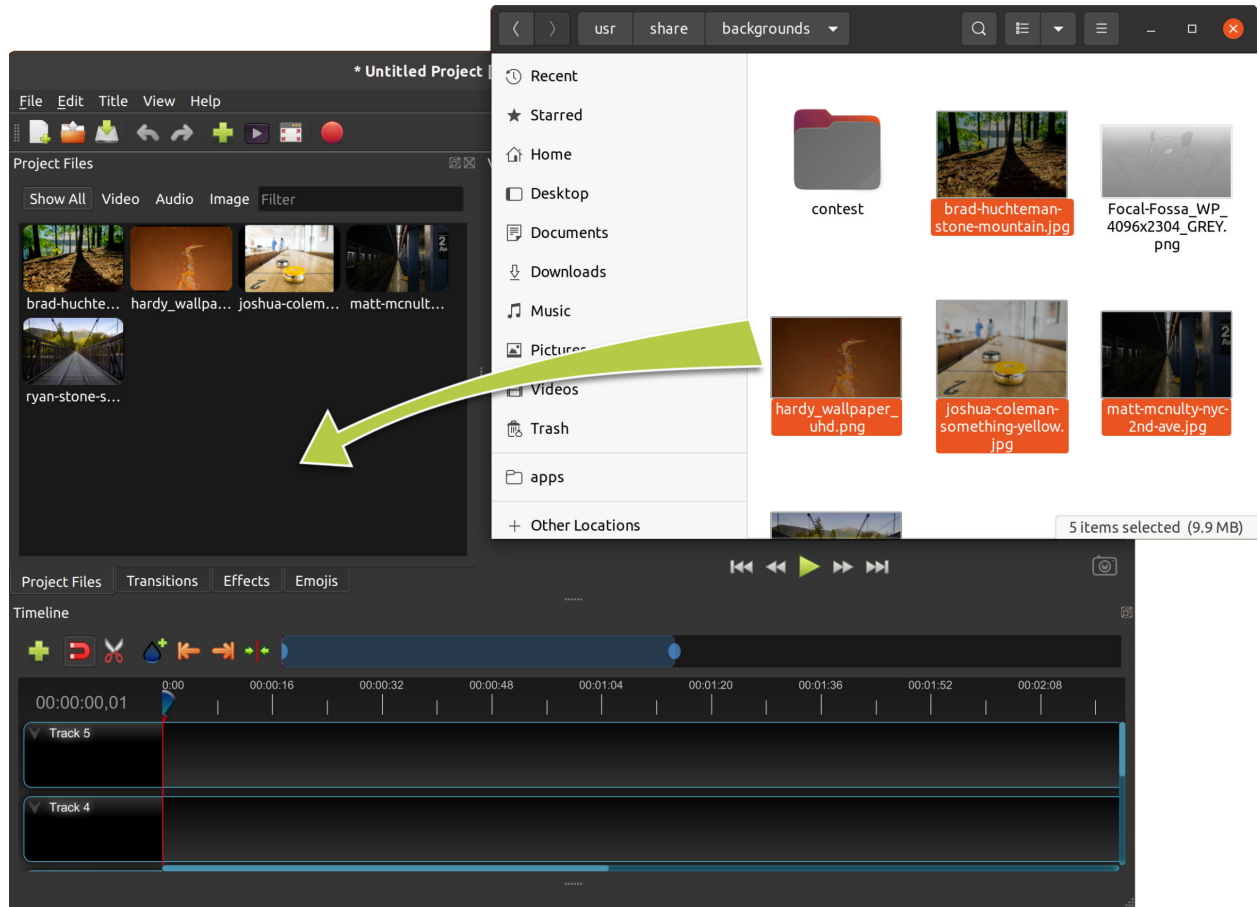 usr share backgrounds
* Untitled Project [
File Edit Title View Help
Project Files
Show All Video Audio Image Filter
brad-huchte... hardy_wallpa... joshua-colem... matt-mcnult...
ryan-stone-s...
Recent
Starred
Home
Desktop
Documents
Downloads
Music
Pictures
Videos
Trash
apps
+ Other Locations
contest
brad-huchteman-
stone-mountain.jpg
Focal-Fossa_WP_
4096x2304_GREY.
png
hardy_wallpaper_
uhd.png
joshua-coleman-
something-yellow.
jpg
matt-mcnulty-nyc-
2nd-ave.jpg
5 items selected (9.9 MB)
Project Files Transitions Effects Emojis
Timeline
00:00:00,01
0:00 00:00:16 00:00:32 00:00:48 00:01:04 00:01:20 00:01:36 00:01:52 00:02:08
Track 5
Track 4